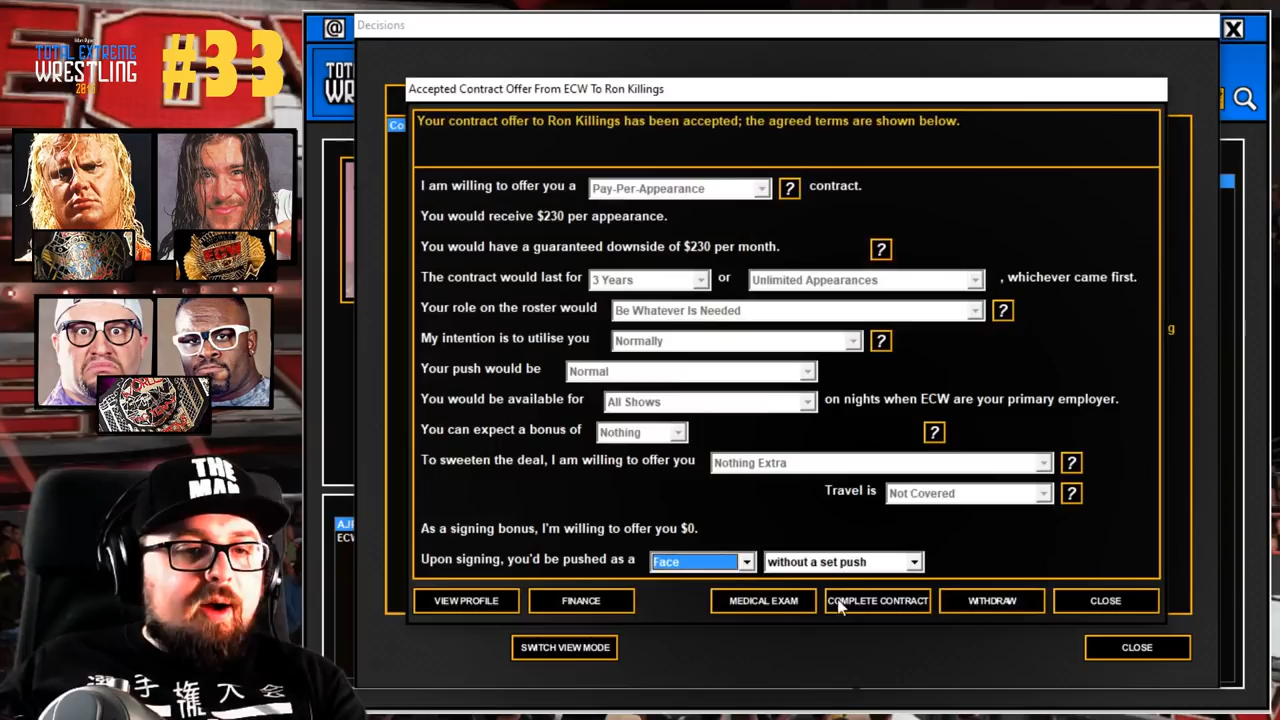 TOTAL EXTREME
WRESTLING
#33
@
Decisions
X
Accepted Contract Offer From ECW To Ron Killings
Your contract offer to Ron Killings has been accepted; the agreed terms are shown below.
I am willing to offer you a Pay-Per-Appearance ? contract.
You would receive $230 per appearance.
You would have a guaranteed downside of $230 per month. ?
The contract would last for 3 Years or Unlimited Appearances , whichever came first.
Your role on the roster would Be Whatever Is Needed ?
My intention is to utilise you Normally ?
Your push would be Normal
You would be available for All Shows on nights when ECW are your primary employer.
You can expect a bonus of Nothing ?
To sweeten the deal, I am willing to offer you Nothing Extra ?
Travel is Not Covered ?
As a signing bonus, I'm willing to offer you $0.
Upon signing, you'd be pushed as a Face without a set push
VIEW PROFILE FINANCE MEDICAL EXAM COMPLETE CONTRACT WITHDRAW CLOSE
SWITCH VIEW MODE CLOSE
ECW
THE
MAN
選手権大会